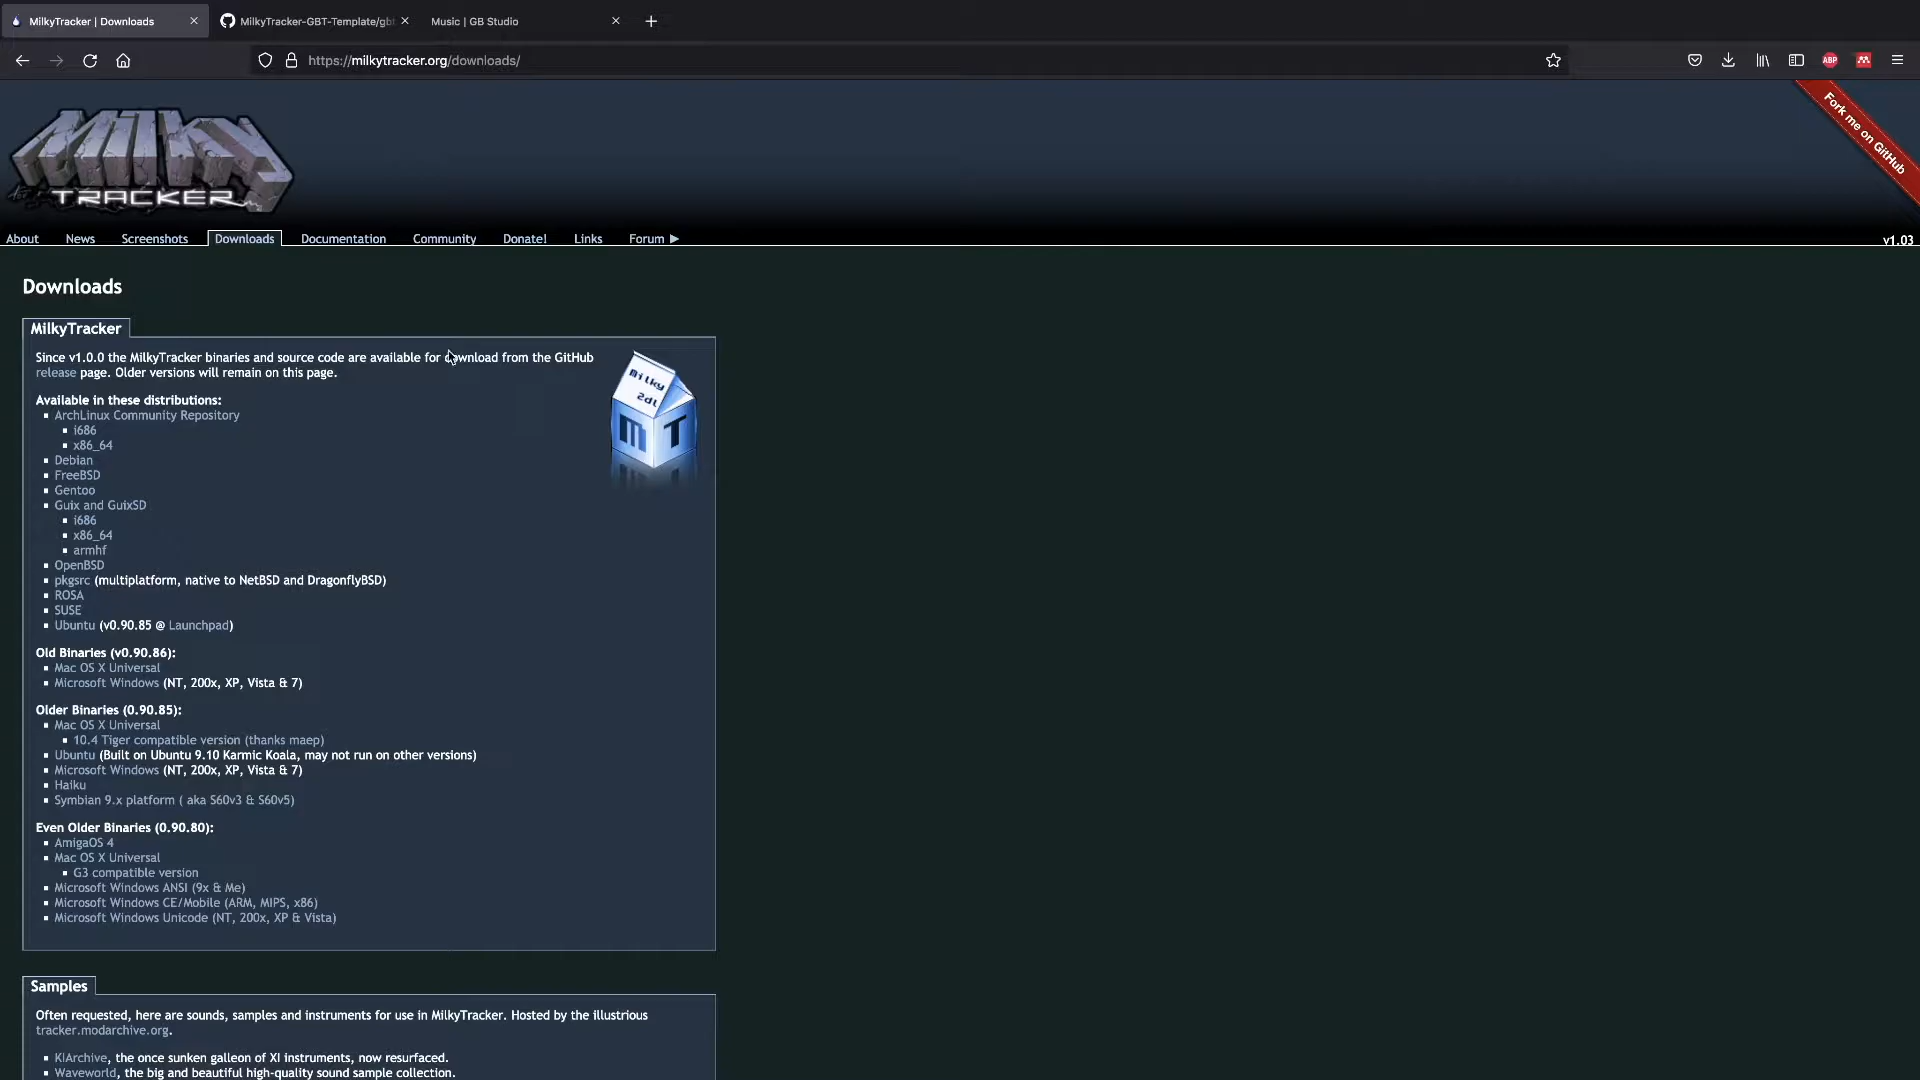 MilkyTracker | Downloads
MilkyTracker-GBT-Template/gbt
Music | GB Studio
https://milkytracker.org/downloads/
ABP
Milky
TRACKER
Fork me on GitHub
About News Screenshots Downloads Documentation Community Donate! Links Forum ▶
v1.03
Downloads
MilkyTracker
Since v1.0.0 the MilkyTracker binaries and source code are available for download from the GitHub
release page. Older versions will remain on this page.
Milky
2dl
m T
Available in these distributions:
ArchLinux Community Repository
i686
x86_64
Debian
FreeBSD
Gentoo
Guix and GuixSD
i686
x86_64
armhf
OpenBSD
pkgsrc (multiplatform, native to NetBSD and DragonflyBSD)
ROSA
SUSE
Ubuntu (v0.90.85 @ Launchpad)
Old Binaries (v0.90.86):
Mac OS X Universal
Microsoft Windows (NT, 200x, XP, Vista & 7)
Older Binaries (0.90.85):
Mac OS X Universal
10.4 Tiger compatible version (thanks maep)
Ubuntu (Built on Ubuntu 9.10 Karmic Koala, may not run on other versions)
Microsoft Windows (NT, 200x, XP, Vista & 7)
Haiku
Symbian 9.x platform ( aka S60v3 & S60v5)
Even Older Binaries (0.90.80):
AmigaOS 4
Mac OS X Universal
G3 compatible version
Microsoft Windows ANSI (9x & Me)
Microsoft Windows CE/Mobile (ARM, MIPS, x86)
Microsoft Windows Unicode (NT, 200x, XP & Vista)
Samples
Often requested, here are sounds, samples and instruments for use in MilkyTracker. Hosted by the illustrious
tracker.modarchive.org.
KIArchive, the once sunken galleon of XI instruments, now resurfaced.
Waveworld, the big and beautiful high-quality sound sample collection.